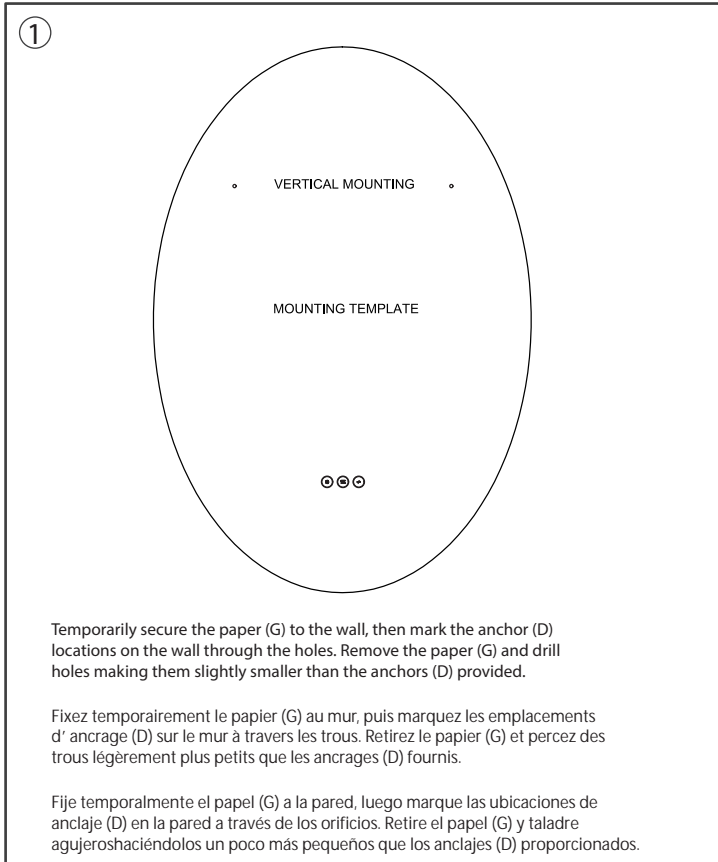 1
VERTICAL MOUNTING
MOUNTING TEMPLATE
Temporarily secure the paper (G) to the wall, then mark the anchor (D)
locations on the wall through the holes. Remove the paper (G) and drill
holes making them slightly smaller than the anchors (D) provided.
Fixez temporairement le papier (G) au mur, puis marquez les emplacements
d’ ancrage (D) sur le mur à travers les trous. Retirez le papier (G) et percez des
trous légèrement plus petits que les ancrages (D) fournis.
Fije temporalmente el papel (G) a la pared, luego marque las ubicaciones de
anclaje (D) en la pared a través de los orificios. Retire el papel (G) y taladre
agujeroshaciéndolos un poco más pequeños que los anclajes (D) proporcionados.